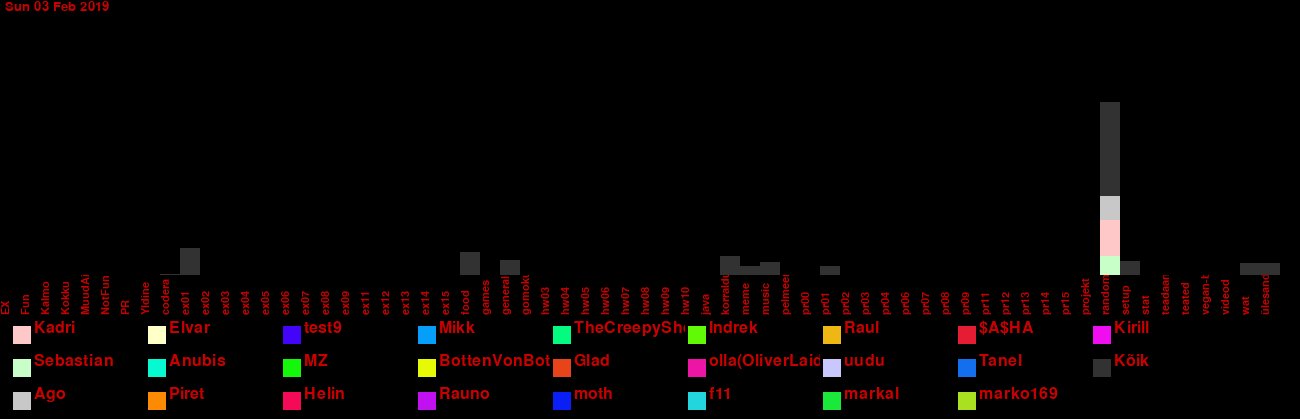 Sun 03 Feb 2019
EX Fun Kalmo Kokku MuudAi NotFun PR Yldine codera ex01 ex02 ex03 ex04 ex05 ex06 ex07 ex08 ex09 ex11 ex12 ex13 ex14 ex15 food games general gomoku hw03 hw04 hw05 hw06 hw07 hw08 hw09 hw10 java korraldu meme music pelmeer pr00 pr01 pr02 pr03 pr04 pr06 pr07 pr08 pr09 pr11 pr12 pr13 pr14 pr15 projekt random setup stat teadaan teated vegan-t videod wat ülesand
Kadri Elvar test9 Mikk TheCreepyShe Indrek Raul $A$HA Kirill
Sebastian Anubis MZ BottenVonBot Glad olla(OliverLaid uudu Tanel Kõik
Ago Piret Helin Rauno moth f11 markal marko169